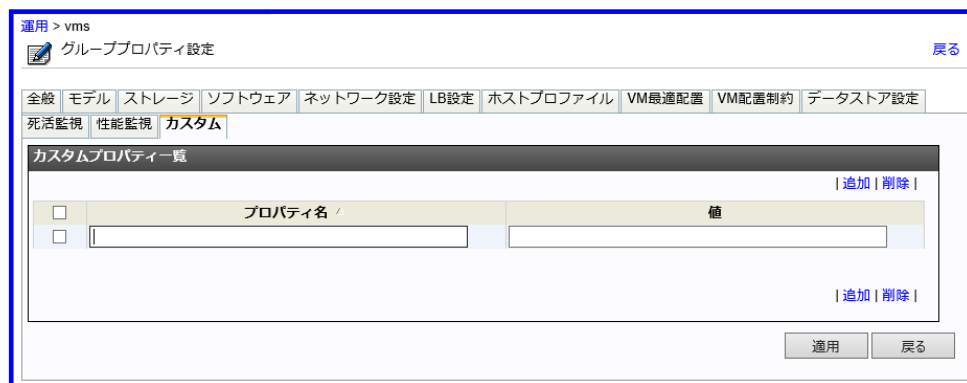 運用 > vms
グループプロパティ設定 戻る
全般 モデル ストレージ ソフトウェア ネットワーク設定 LB設定 ホストプロファイル VM最適配置 VM配置制約 データストア設定
死活監視 性能監視 カスタム
カスタムプロパティ一覧
| 追加 | 削除 |
プロパティ名 値
| 追加 | 削除 |
適用 戻る